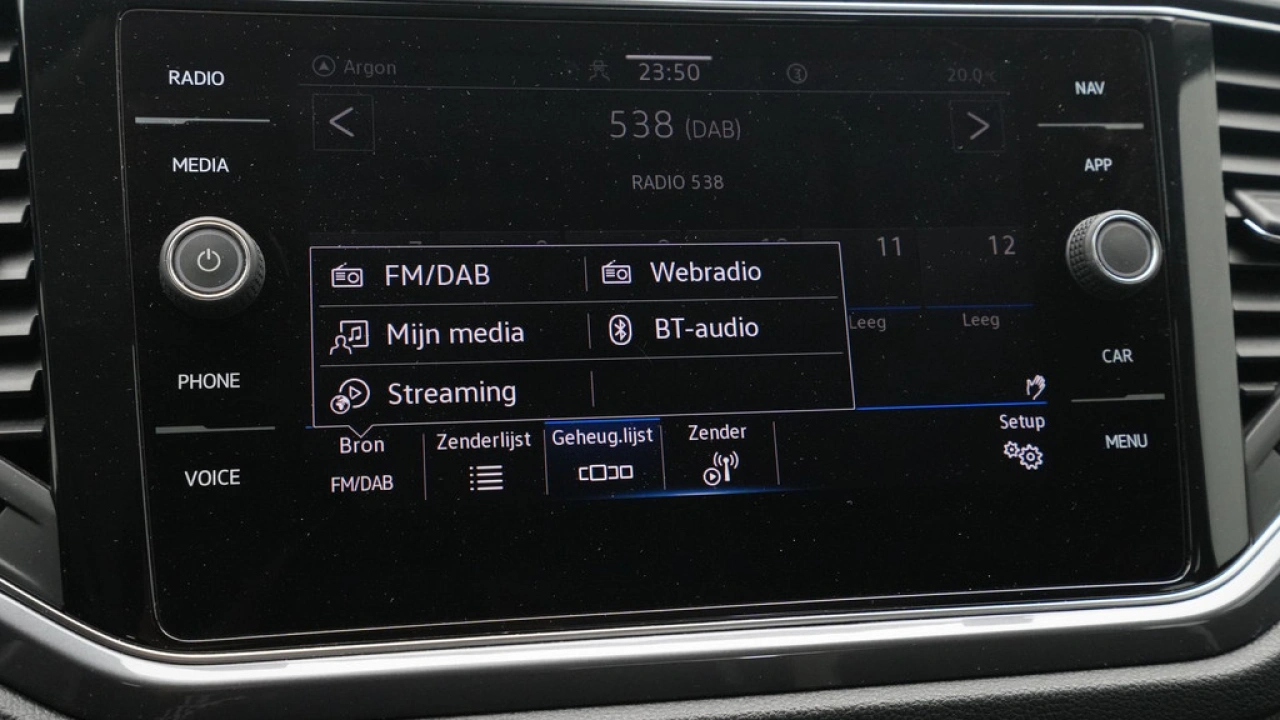 RADIO
MEDIA
PHONE
VOICE
Argon
23:50
20.0
538 (DAB)
RADIO 538
11 12
Leeg Leeg
FM/DAB Webradio
Mijn media BT-audio
Streaming
Bron Zenderlijst Geheug.lijst Zender Setup
FM/DAB
NAV
APP
CAR
MENU